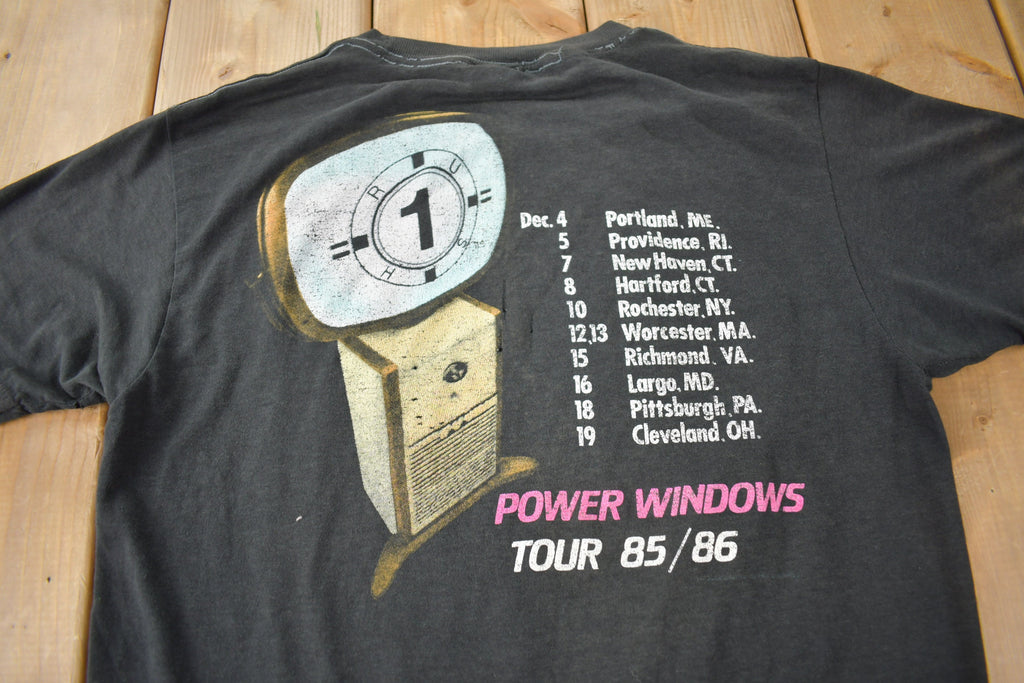 R U S H
1
Dec. 4 Portland, ME.
5 Providence, RI.
7 New Haven, CT.
8 Hartford, CT.
10 Rochester, NY.
12,13 Worcester, MA.
15 Richmond, VA.
16 Largo, MD.
18 Pittsburgh, PA.
19 Cleveland, OH.
POWER WINDOWS
TOUR 85/86